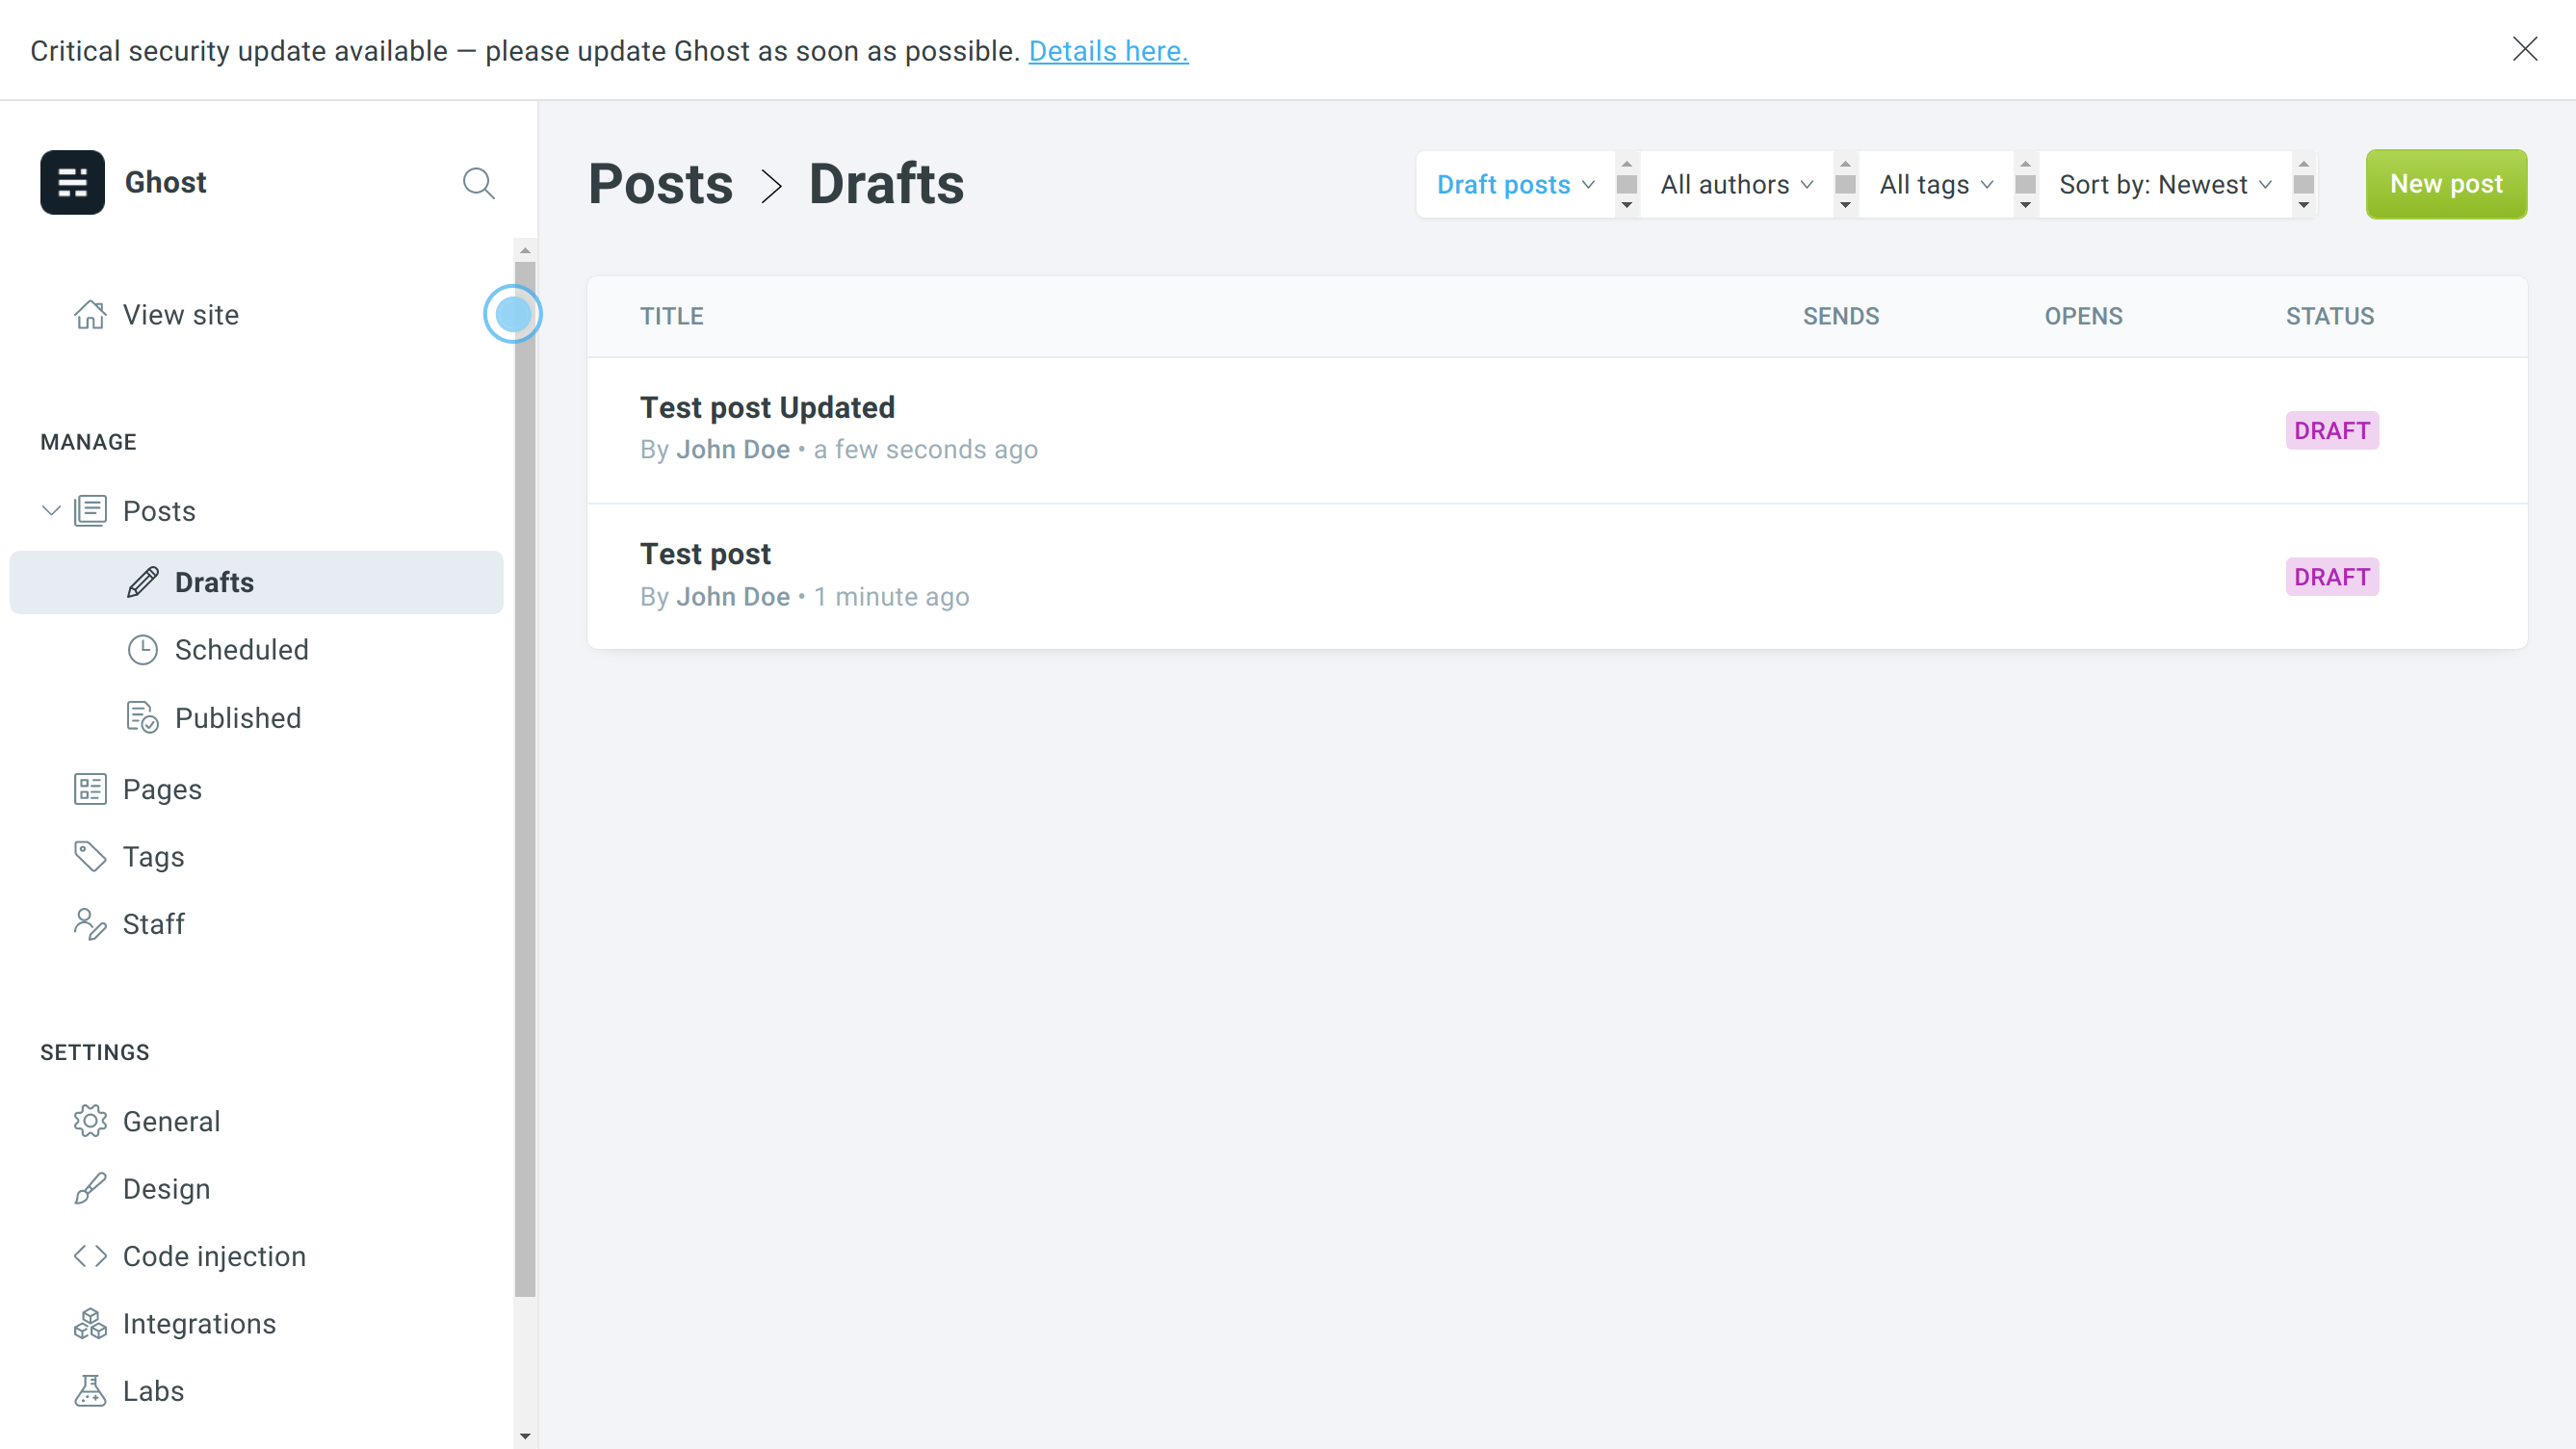 Critical security update available — please update Ghost as soon as possible. Details here.
Ghost
View site
MANAGE
Posts
Drafts
Scheduled
Published
Pages
Tags
Staff
SETTINGS
General
Design
Code injection
Integrations
Labs
Posts > Drafts
Draft posts
All authors
All tags
Sort by: Newest
New post
TITLE SENDS OPENS STATUS
Test post Updated
By John Doe • a few seconds ago
DRAFT
Test post
By John Doe • 1 minute ago
DRAFT